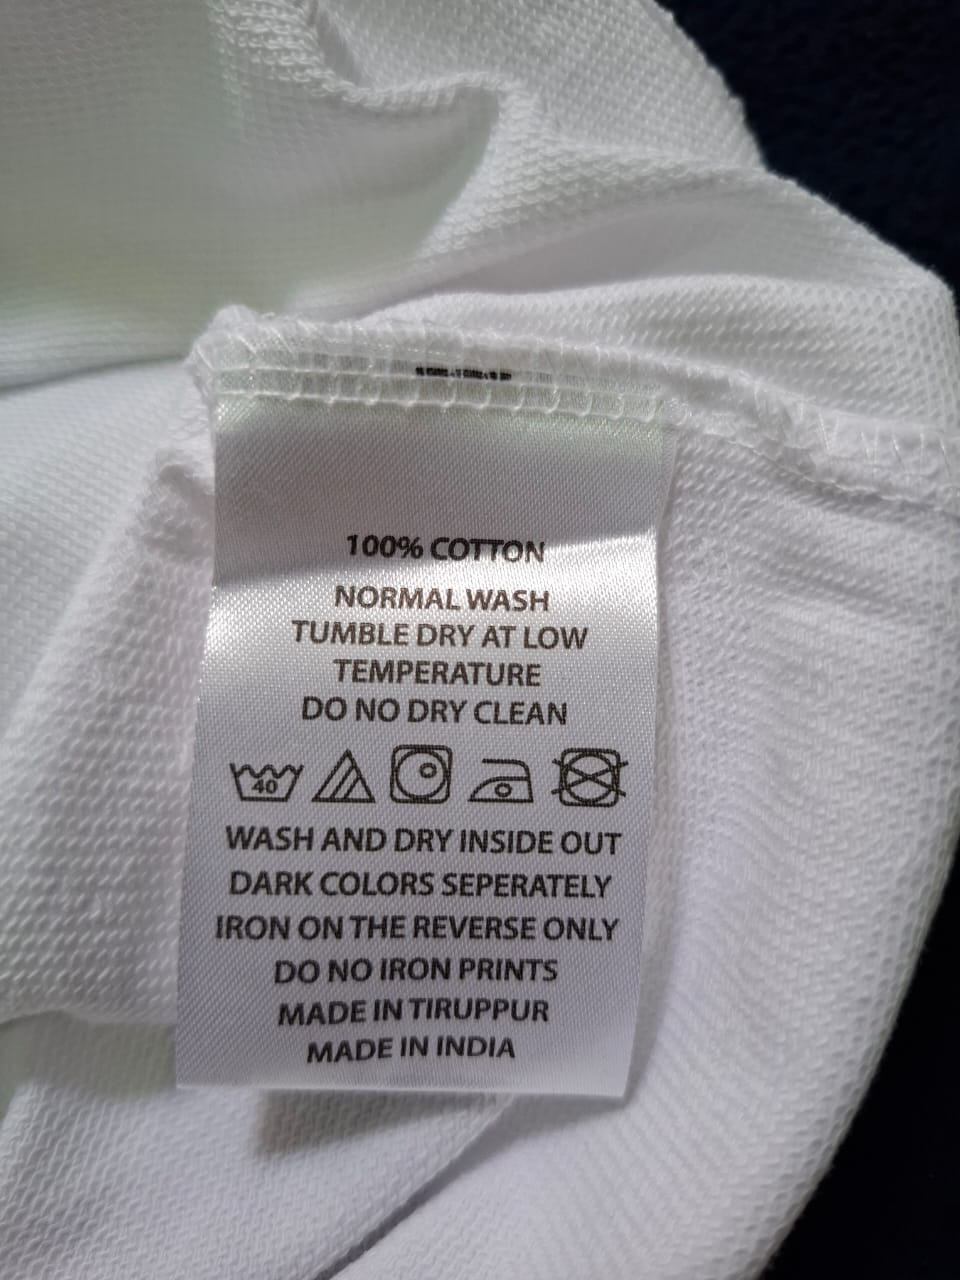 100% COTTON
NORMAL WASH
TUMBLE DRY AT LOW
TEMPERATURE
DO NO DRY CLEAN
40
WASH AND DRY INSIDE OUT
DARK COLORS SEPERATELY
IRON ON THE REVERSE ONLY
DO NO IRON PRINTS
MADE IN TIRUPPUR
MADE IN INDIA